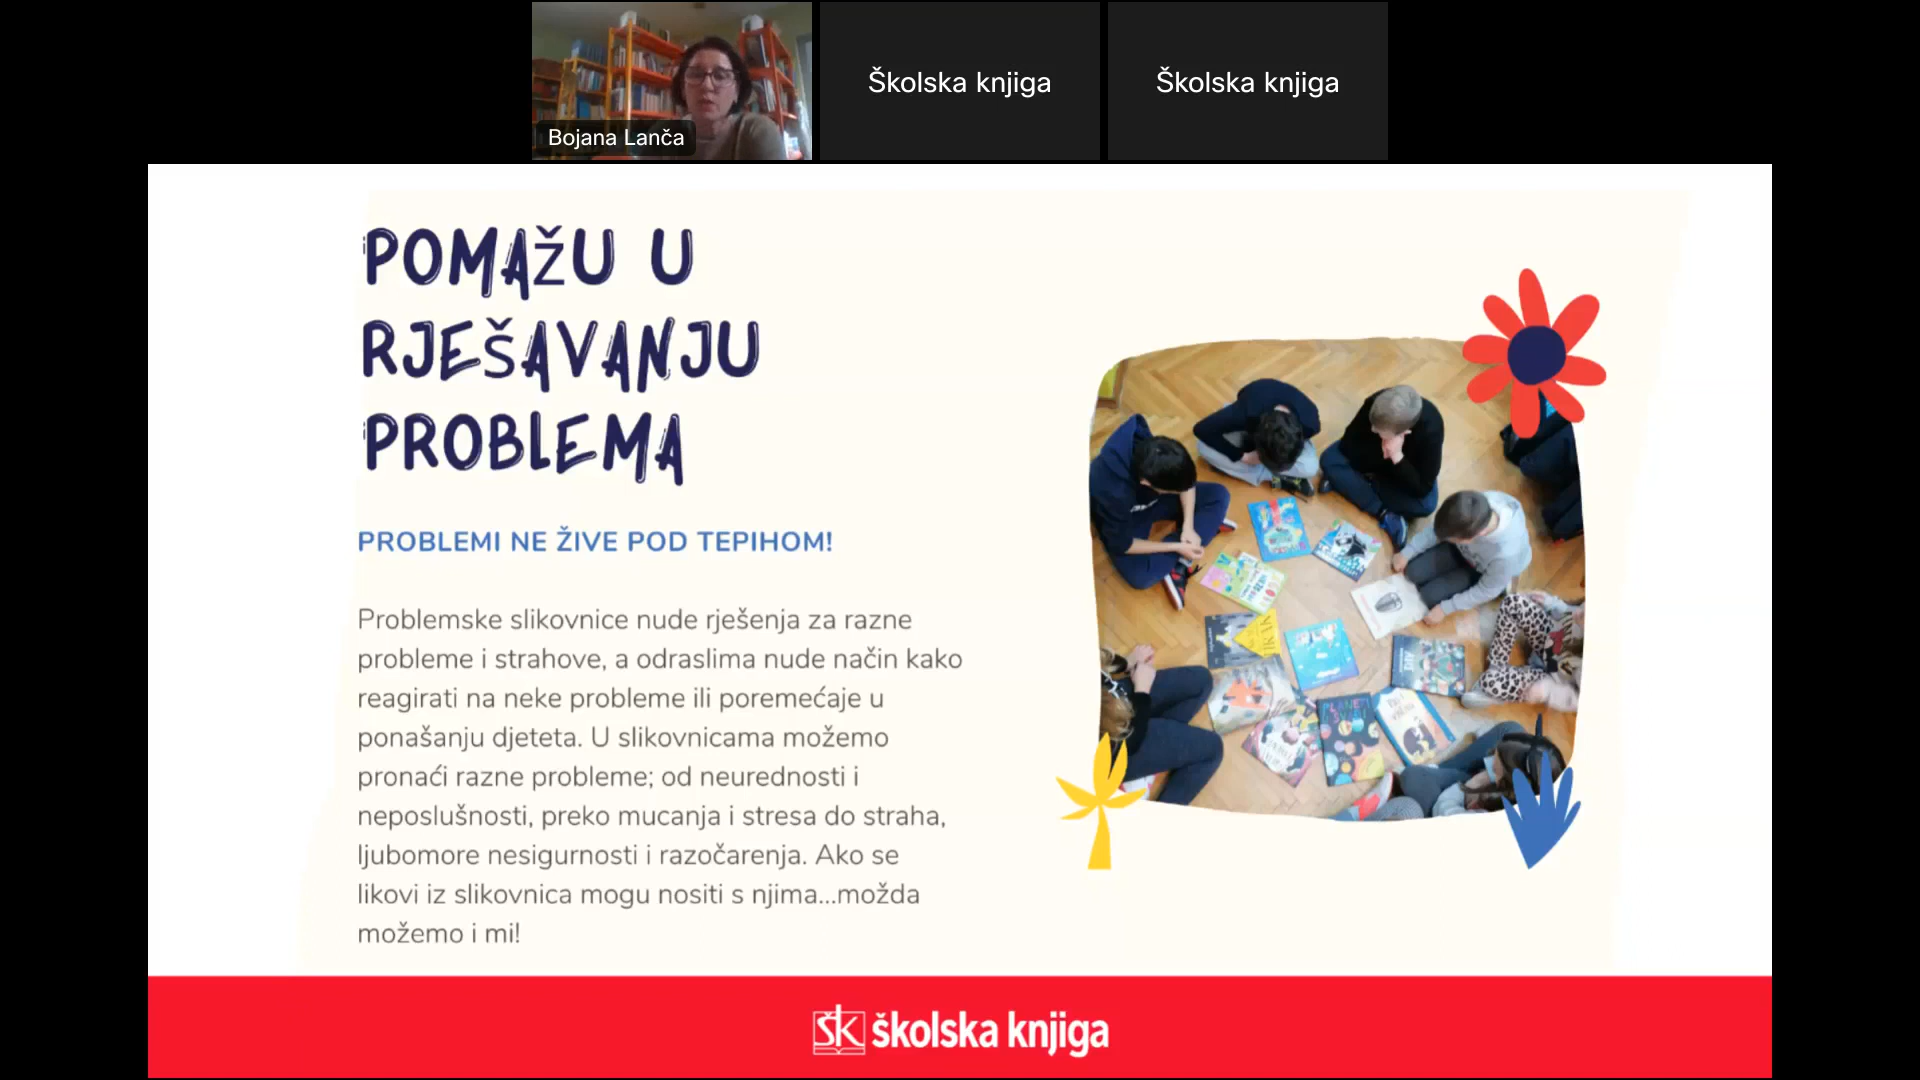 Školska knjiga
Školska knjiga
Bojana Lanča
POMAŽU U
RJEŠAVANJU
PROBLEMA
PROBLEMI NE ŽIVE POD TEPIHOM!
Problemske slikovnice nude rješenja za razne
probleme i strahove, a odraslima nude način kako
reagirati na neke probleme ili poremećaje u
ponašanju djeteta. U slikovnicama možemo
pronaći razne probleme; od neurednosti i
neposlušnosti, preko mucanja i stresa do straha,
ljubomore nesigurnosti i razočarenja. Ako se
likovi iz slikovnica mogu nositi s njima...možda
možemo i mi!
ŠK školska knjiga